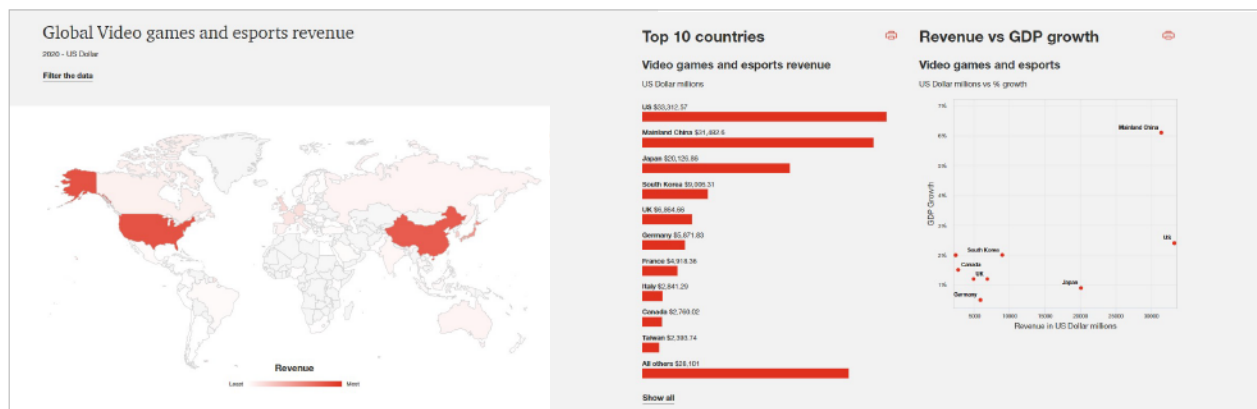 Global Video games and esports revenue
2020 - US Dollar
Filter the data
Revenue
Least
Most
Top 10 countries
Video games and esports revenue
US Dollar millions
US $33,312.57
Mainland China $31,492.6
Japan $20,126.86
South Korea $9,006.31
UK
Germany $5,871.83
France $4,918.36
Italy $2,841.29
Canada $2,760.02
Taiwan $2,393.74
All others $28,101
Show all
Revenue vs GDP growth
Video games and esports
US Dollar millions vs % growth
7%
6%
5%
4%
3%
2%
1%
GDP Growth
Mainland China
US
South Korea
Canada
UK
Japan
Germany
5000
10000
15000
20000
25000
30000
Revenue in US Dollar millions